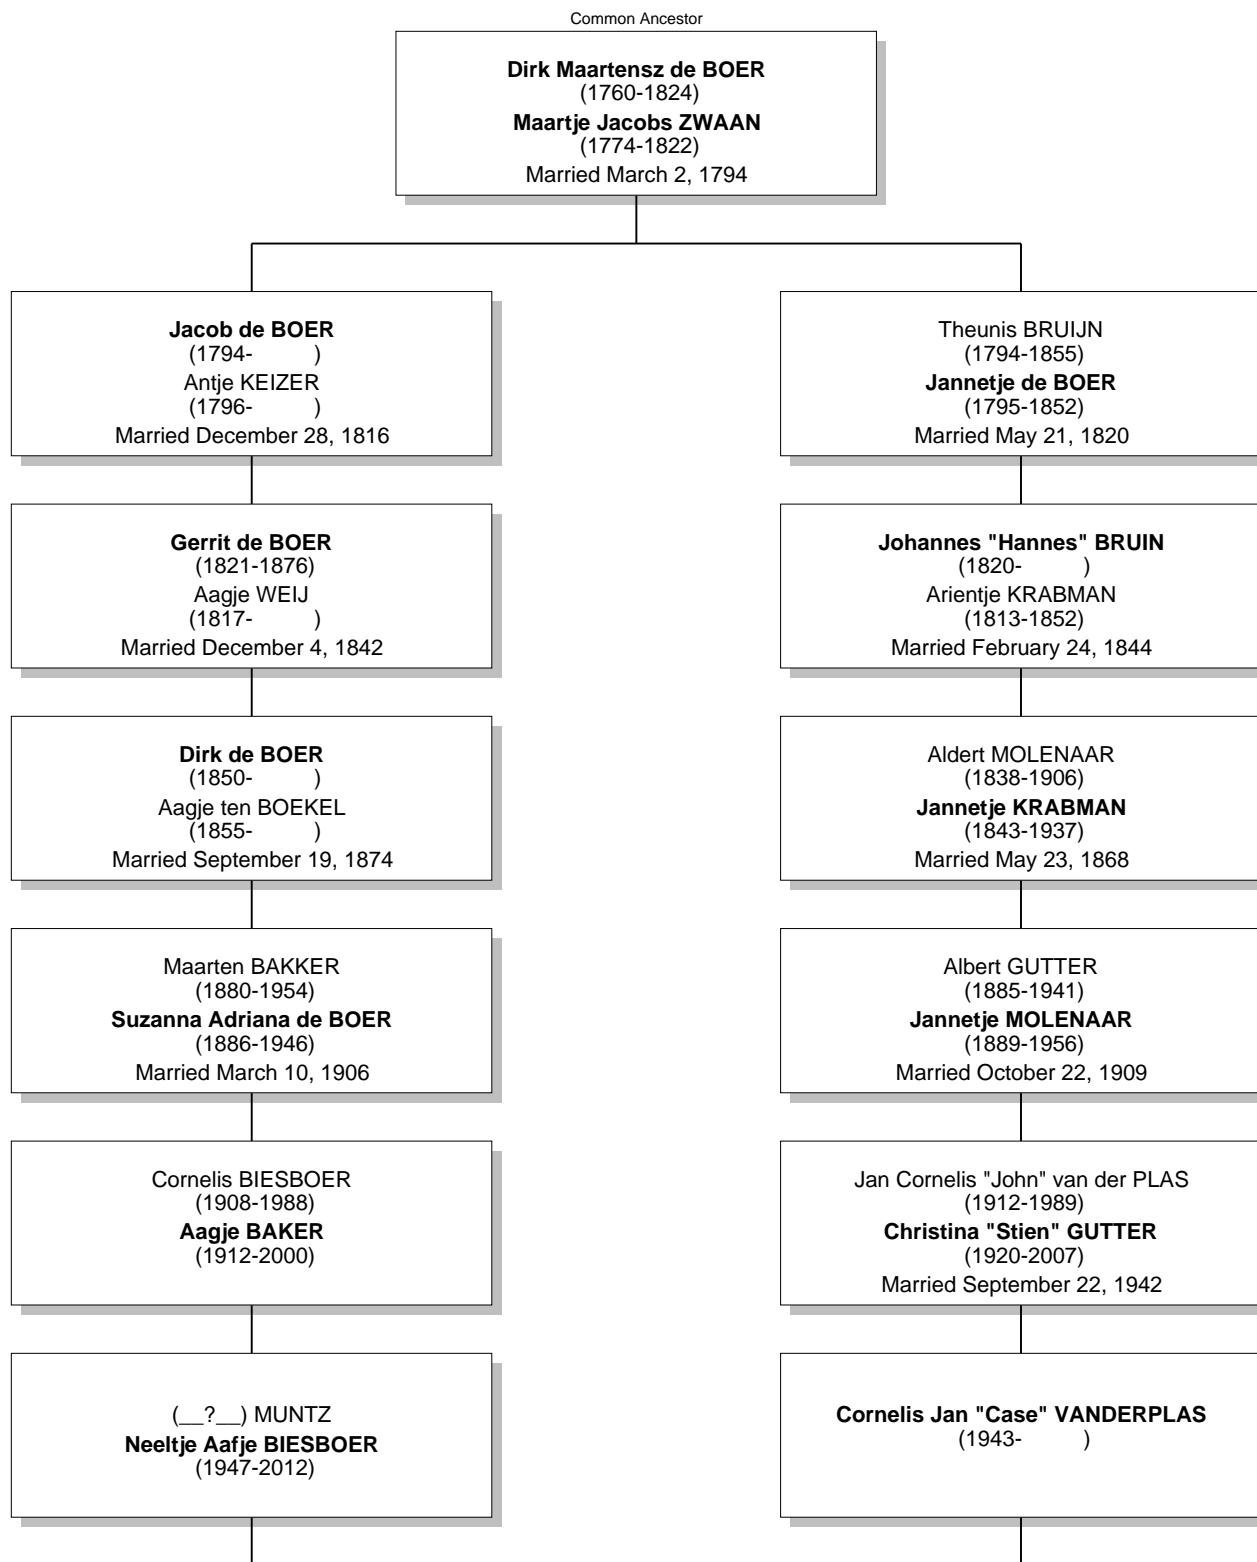 Common Ancestor
Dirk Maartensz de BOER
(1760-1824)
Maartje Jacobs ZWAAN
(1774-1822)
Married March 2, 1794
Jacob de BOER
(1794- )
Antje KEIZER
(1796- )
Married December 28, 1816
Theunis BRUIJN
(1794-1855)
Jannetje de BOER
(1795-1852)
Married May 21, 1820
Gerrit de BOER
(1821-1876)
Aagje WEIJ
(1817- )
Married December 4, 1842
Johannes "Hannes" BRUIN
(1820- )
Arientje KRABMAN
(1813-1852)
Married February 24, 1844
Dirk de BOER
(1850- )
Aagje ten BOEKEL
(1855- )
Married September 19, 1874
Aldert MOLENAAR
(1838-1906)
Jannetje KRABMAN
(1843-1937)
Married May 23, 1868
Maarten BAKKER
(1880-1954)
Suzanna Adriana de BOER
(1886-1946)
Married March 10, 1906
Albert GUTTER
(1885-1941)
Jannetje MOLENAAR
(1889-1956)
Married October 22, 1909
Cornelis BIESBOER
(1908-1988)
Aagje BAKER
(1912-2000)
Jan Cornelis "John" van der PLAS
(1912-1989)
Christina "Stien" GUTTER
(1920-2007)
Married September 22, 1942
(__?__) MUNTZ
Neeltje Aafje BIESBOER
(1947-2012)
Cornelis Jan "Case" VANDERPLAS
(1943- )